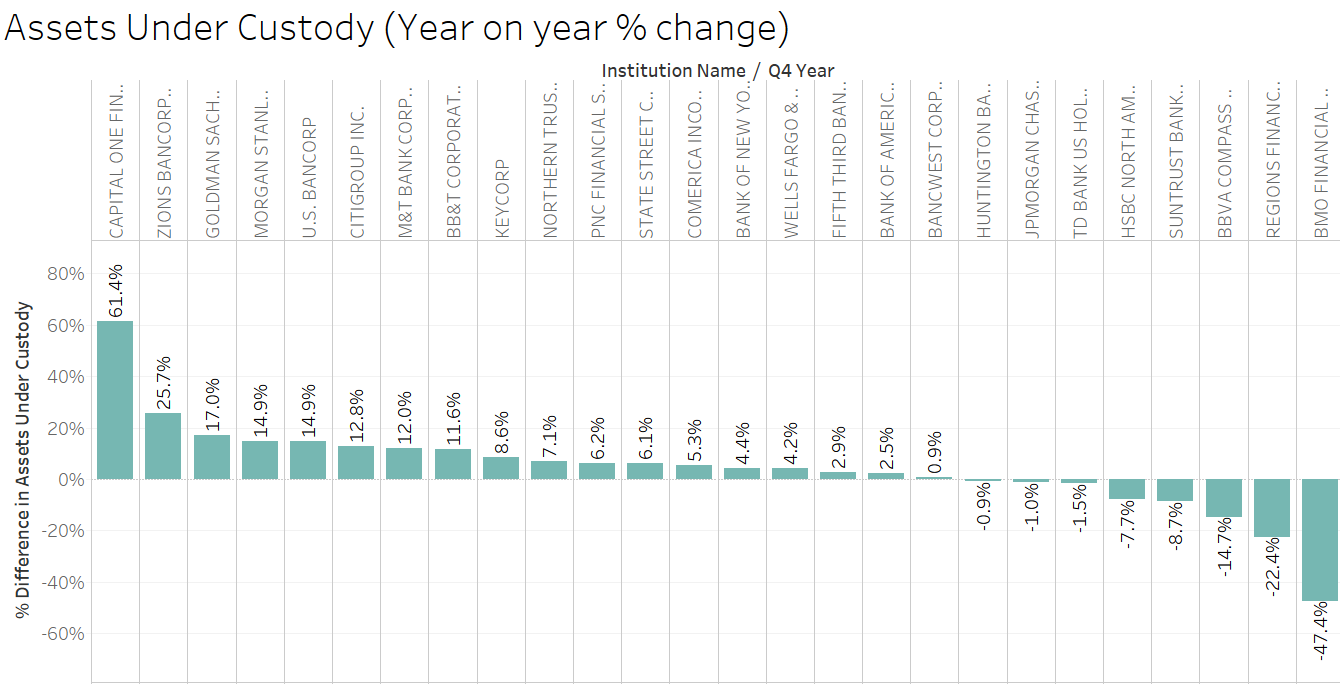 Assets Under Custody (Year on year % change)
Institution Name / Q4 Year
CAPITAL ONE FIN..
ZIONS BANCORP..
GOLDMAN SACH..
MORGAN STANL..
U.S. BANCORP
CITIGROUP INC.
M&T BANK CORP..
BB&T CORPORAT..
KEYCORP
NORTHERN TRUS..
PNC FINANCIAL S..
STATE STREET C..
COMERICA INCO..
BANK OF NEW YO..
WELLS FARGO & ..
FIFTH THIRD BAN..
BANK OF AMERIC..
BANCWEST CORP..
HUNTINGTON BA..
JPMORGAN CHAS..
TD BANK US HOL..
HSBC NORTH AM..
SUNTRUST BANK..
BBVA COMPASS ..
REGIONS FINANC..
BMO FINANCIAL ..
% Difference in Assets Under Custody
80%
60%
40%
20%
0%
-20%
-40%
-60%
61.4%
25.7%
17.0%
14.9%
14.9%
12.8%
12.0%
11.6%
8.6%
7.1%
6.2%
6.1%
5.3%
4.4%
4.2%
2.9%
2.5%
0.9%
-0.9%
-1.0%
-1.5%
-7.7%
-8.7%
-14.7%
-22.4%
-47.4%